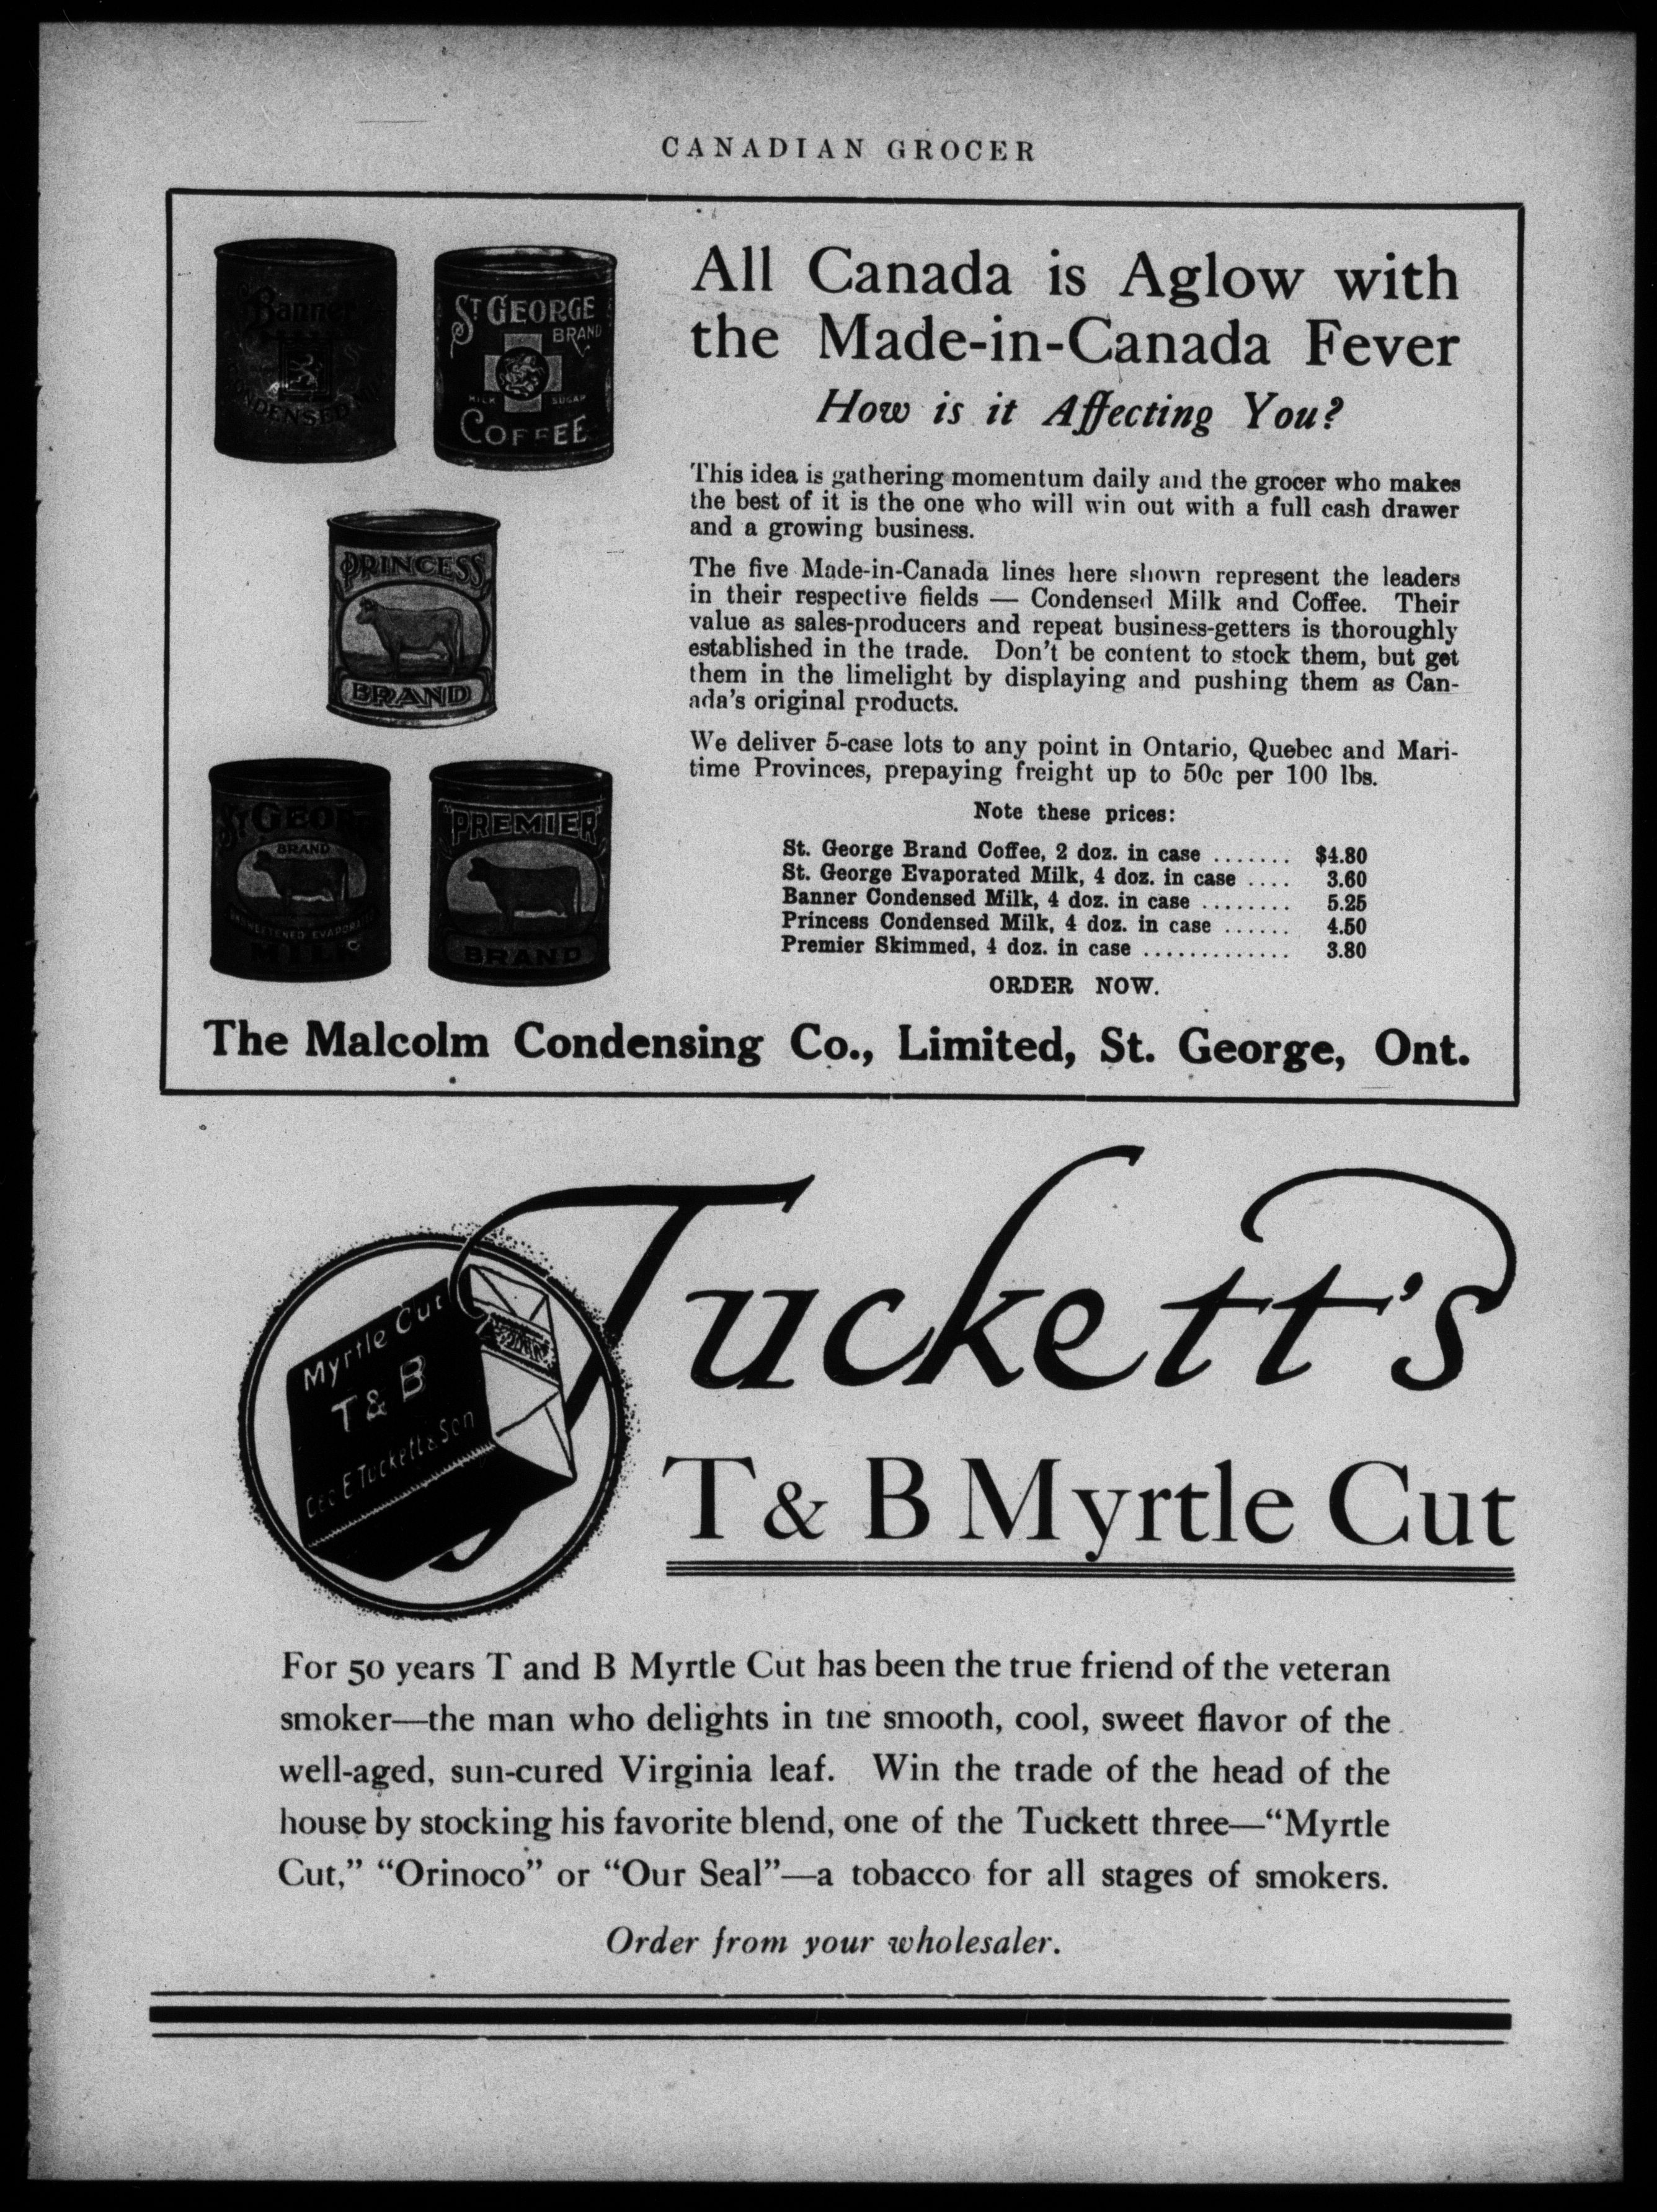 CANADIAN GROCER
Banner
CONDENSED MILK
ST GEORGE
BRAND
MILK SUGAR
COFFEE
PRINCESS
BRAND
ST GEORGE
BRAND
UNSWEETENED EVAPORATED
MILK
"PREMIER"
BRAND
All Canada is Aglow with
the Made-in-Canada Fever
How is it Affecting You?
This idea is gathering momentum daily and the grocer who makes
the best of it is the one who will win out with a full cash drawer
and a growing business.
The five Made-in-Canada lines here shown represent the leaders
in their respective fields — Condensed Milk and Coffee. Their
value as sales-producers and repeat business-getters is thoroughly
established in the trade. Don't be content to stock them, but get
them in the limelight by displaying and pushing them as Can-
ada's original products.
We deliver 5-case lots to any point in Ontario, Quebec and Mari-
time Provinces, prepaying freight up to 50c per 100 lbs.
Note these prices:
St. George Brand Coffee, 2 doz. in case ....... $4.80
St. George Evaporated Milk, 4 doz. in case .... 3.60
Banner Condensed Milk, 4 doz. in case ........ 5.25
Princess Condensed Milk, 4 doz. in case ...... 4.50
Premier Skimmed, 4 doz. in case ............. 3.80
ORDER NOW.
The Malcolm Condensing Co., Limited, St. George, Ont.
Tuckett's
Myrtle Cut
T & B
Geo E. Tuckett & Son
T & B Myrtle Cut
For 50 years T and B Myrtle Cut has been the true friend of the veteran
smoker—the man who delights in the smooth, cool, sweet flavor of the
well-aged, sun-cured Virginia leaf. Win the trade of the head of the
house by stocking his favorite blend, one of the Tuckett three—“Myrtle
Cut,” “Orinoco” or “Our Seal”—a tobacco for all stages of smokers.
Order from your wholesaler.